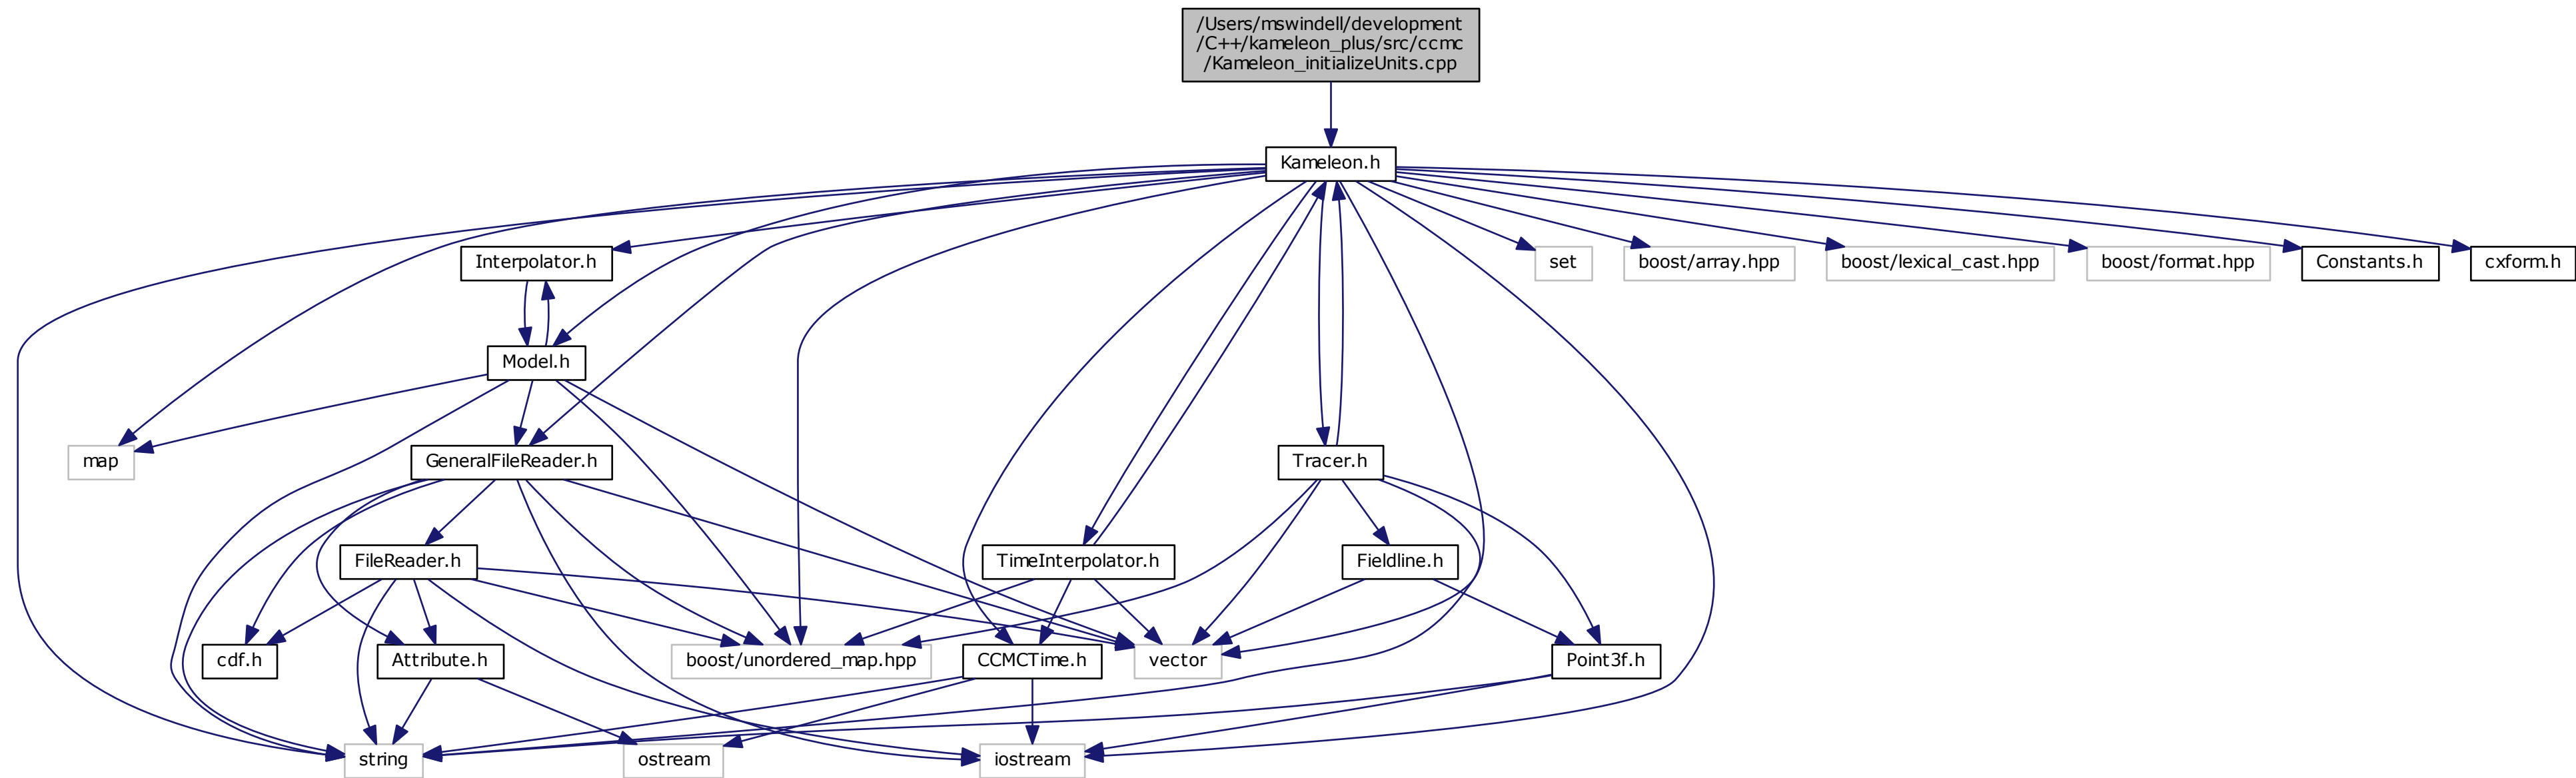 /Users/mswindell/development
/C++/kameleon_plus/src/ccmc
/Kameleon_initializeUnits.cpp
Kameleon.h
Interpolator.h
set
boost/array.hpp
boost/lexical_cast.hpp
boost/format.hpp
Constants.h
cxform.h
Model.h
map
GeneralFileReader.h
Tracer.h
FileReader.h
TimeInterpolator.h
Fieldline.h
cdf.h
Attribute.h
boost/unordered_map.hpp
CCMCTime.h
vector
Point3f.h
string
ostream
iostream